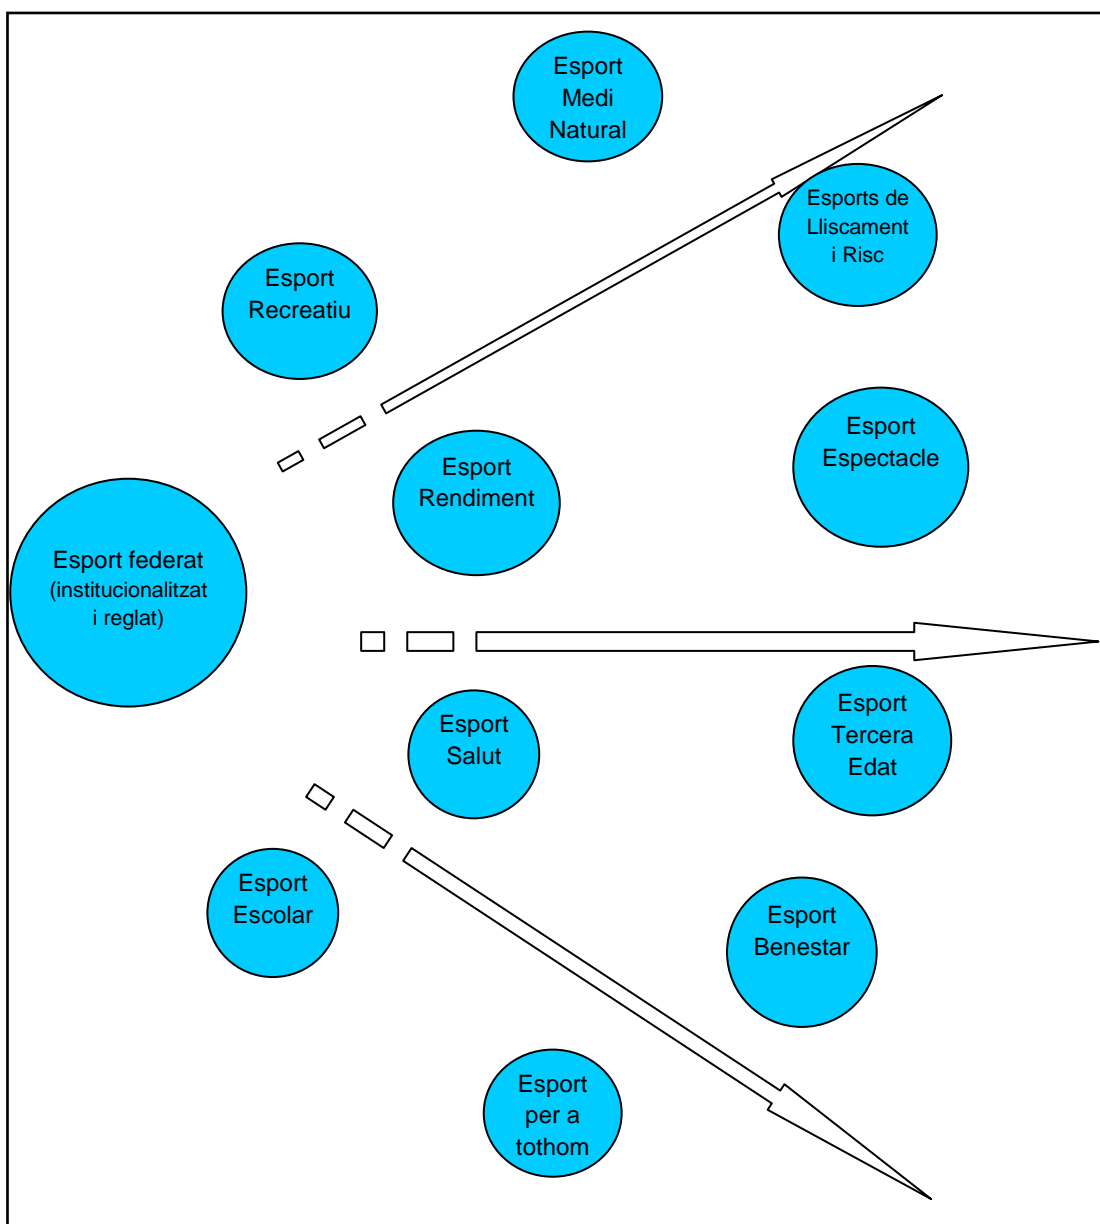 Esport
Medi
Natural
Esports de
Lliscament
i Risc
Esport
Recreatiu
Esport
Espectacle
Esport
Rendiment
Esport federat
(institucionalitzat
i reglat)
Esport
Salut
Esport
Tercera
Edat
Esport
Escolar
Esport
Benestar
Esport
per a
tothom